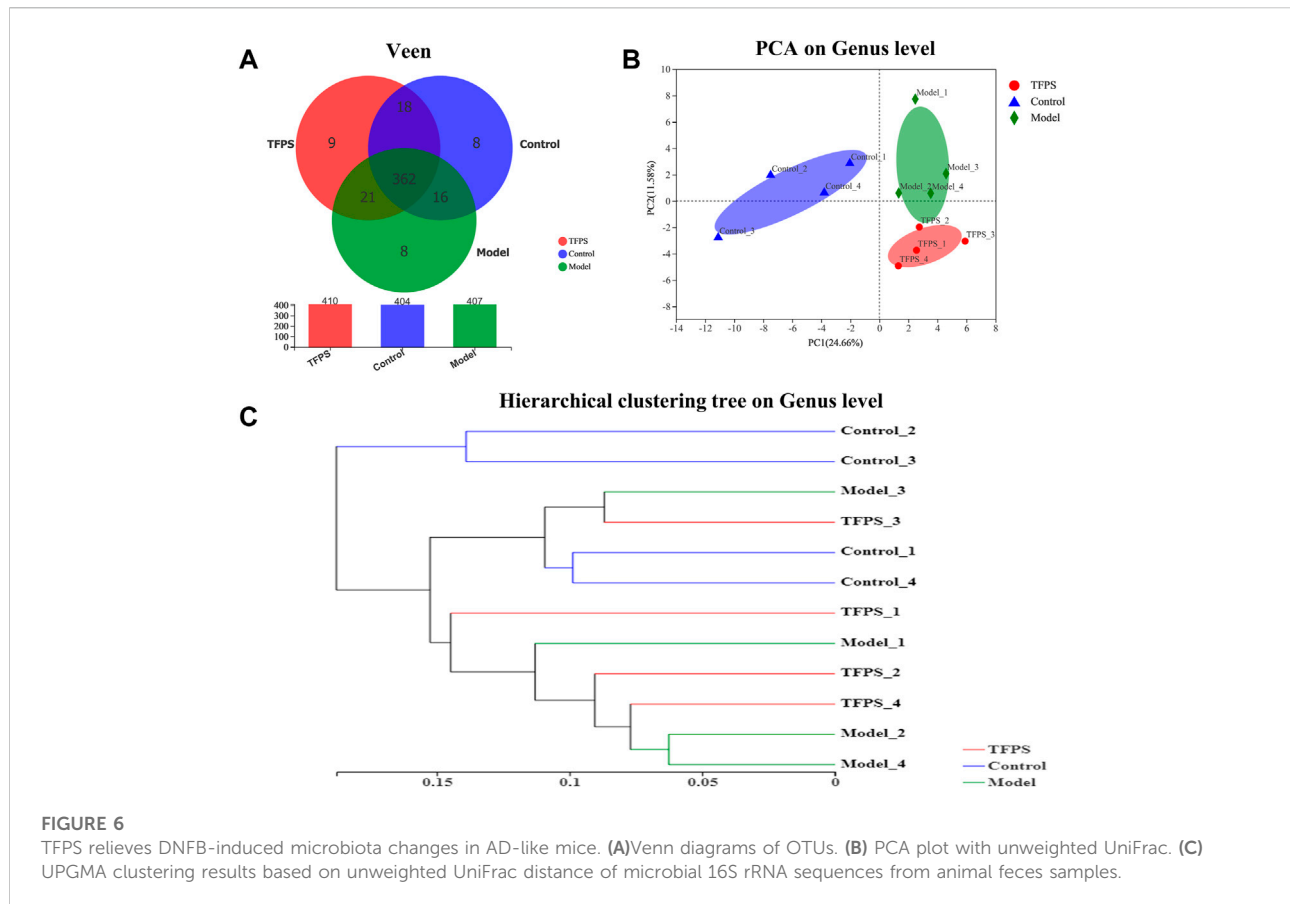 A
Veen
TFPS
Control
Model
18
9
8
362
21
16
8
TFPS
Control
Model
400
300
200
100
0
410
404
407
TFPS
Control
Model
B
PCA on Genus level
PC2(11.58%)
10
8
6
4
2
0
-2
-4
-6
-8
-14
-12
-10
-8
-6
-4
-2
0
2
4
6
8
PC1(24.66%)
Model_1
Model_3
Model_2
Model_4
Control_1
Control_2
Control_4
Control_3
TFPS_2
TFPS_3
TFPS_1
TFPS_4
TFPS
Control
Model
C
Hierarchical clustering tree on Genus level
Control_2
Control_3
Model_3
TFPS_3
Control_1
Control_4
TFPS_1
Model_1
TFPS_2
TFPS_4
Model_2
Model_4
0.15
0.1
0.05
0
TFPS
Control
Model
FIGURE 6
TFPS relieves DNFB-induced microbiota changes in AD-like mice. (A)Venn diagrams of OTUs. (B) PCA plot with unweighted UniFrac. (C)
UPGMA clustering results based on unweighted UniFrac distance of microbial 16S rRNA sequences from animal feces samples.